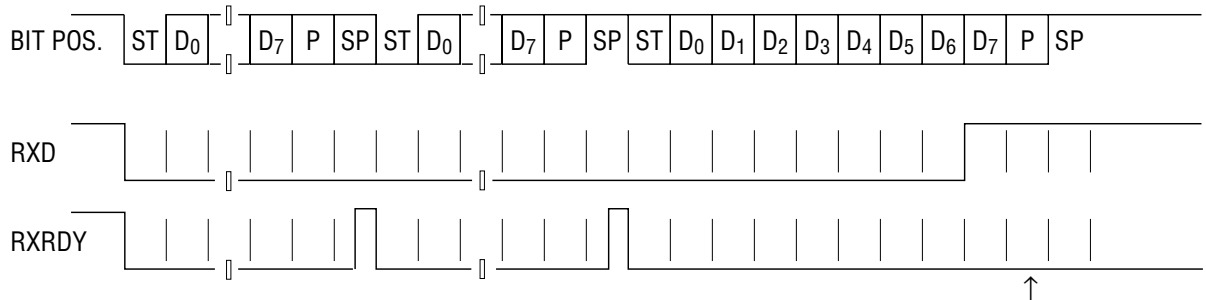 BIT POS. ST D₀ D₇ P SP ST D₀ D₇ P SP ST D₀ D₁ D₂ D₃ D₄ D₅ D₆ D₇ P SP
RXD
RXRDY